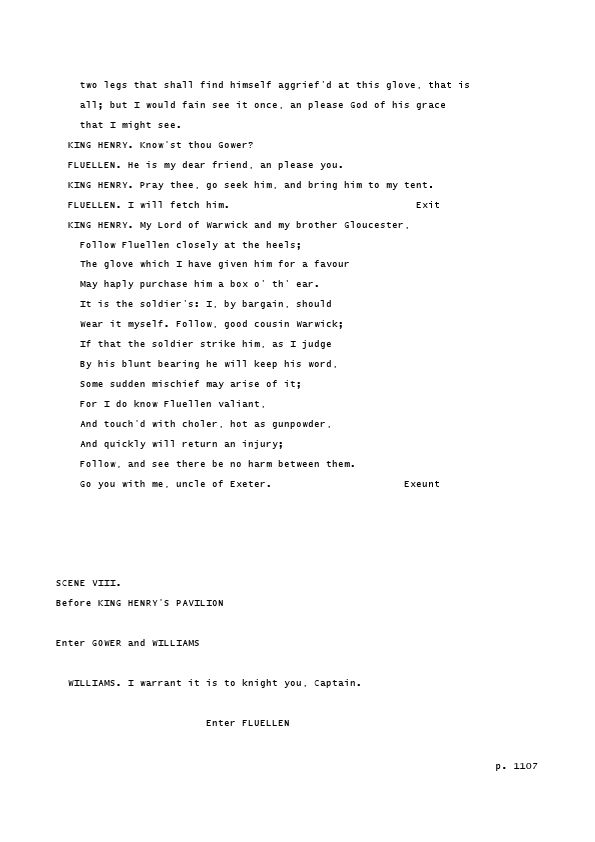 two legs that shall find himself aggrief'd at this glove, that is
all; but I would fain see it once, an please God of his grace
that I might see.
KING HENRY. Know'st thou Gower?
FLUELLEN. He is my dear friend, an please you.
KING HENRY. Pray thee, go seek him, and bring him to my tent.
FLUELLEN. I will fetch him. Exit
KING HENRY. My Lord of Warwick and my brother Gloucester,
Follow Fluellen closely at the heels;
The glove which I have given him for a favour
May haply purchase him a box o' th' ear.
It is the soldier's: I, by bargain, should
Wear it myself. Follow, good cousin Warwick;
If that the soldier strike him, as I judge
By his blunt bearing he will keep his word,
Some sudden mischief may arise of it;
For I do know Fluellen valiant,
And touch'd with choler, hot as gunpowder,
And quickly will return an injury;
Follow, and see there be no harm between them.
Go you with me, uncle of Exeter. Exeunt
SCENE VIII.
Before KING HENRY'S PAVILION
Enter GOWER and WILLIAMS
WILLIAMS. I warrant it is to knight you, Captain.
Enter FLUELLEN
p. 1107